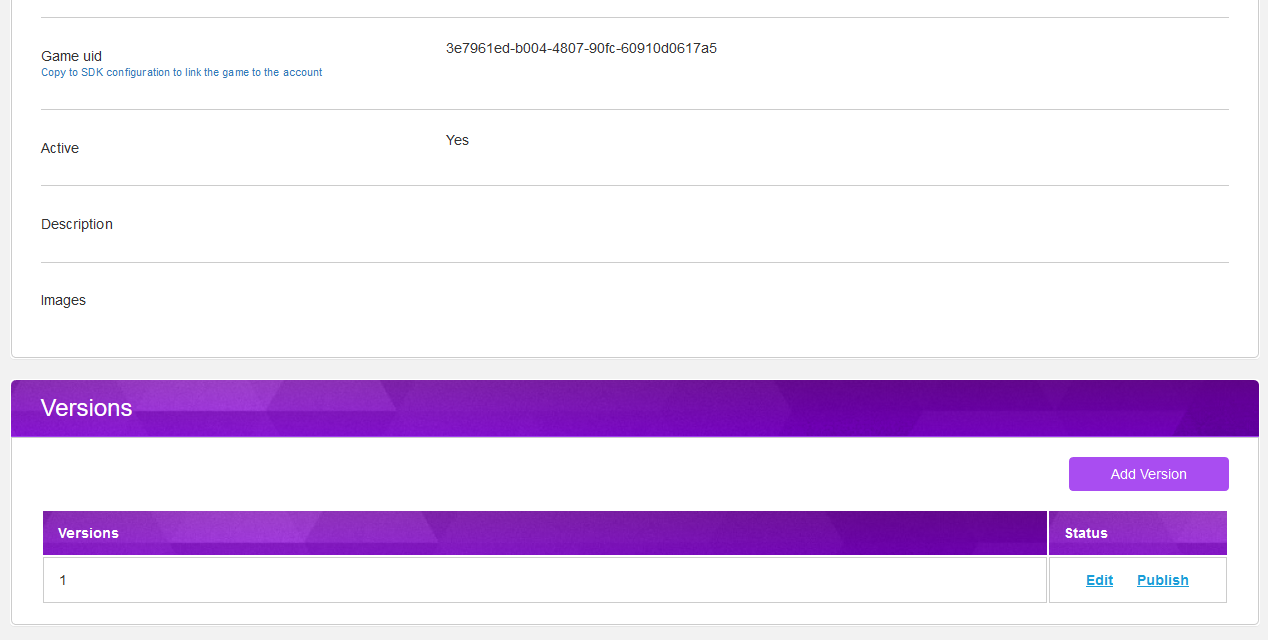 Game uid
3e7961ed-b004-4807-90fc-60910d0617a5
Copy to SDK configuration to link the game to the account
Active
Yes
Description
Images
Versions
Add Version
Versions
Status
1
Edit
Publish